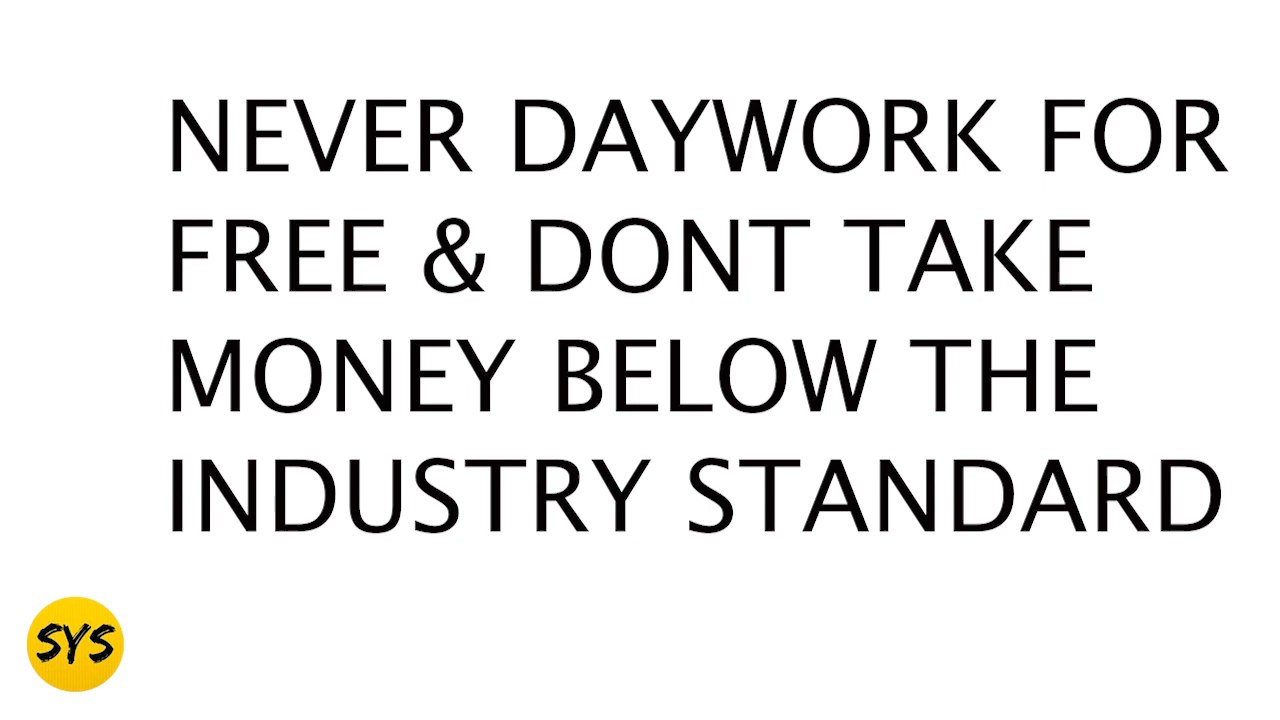 NEVER DAYWORK FOR
FREE & DONT TAKE
MONEY BELOW THE
INDUSTRY STANDARD
SYS